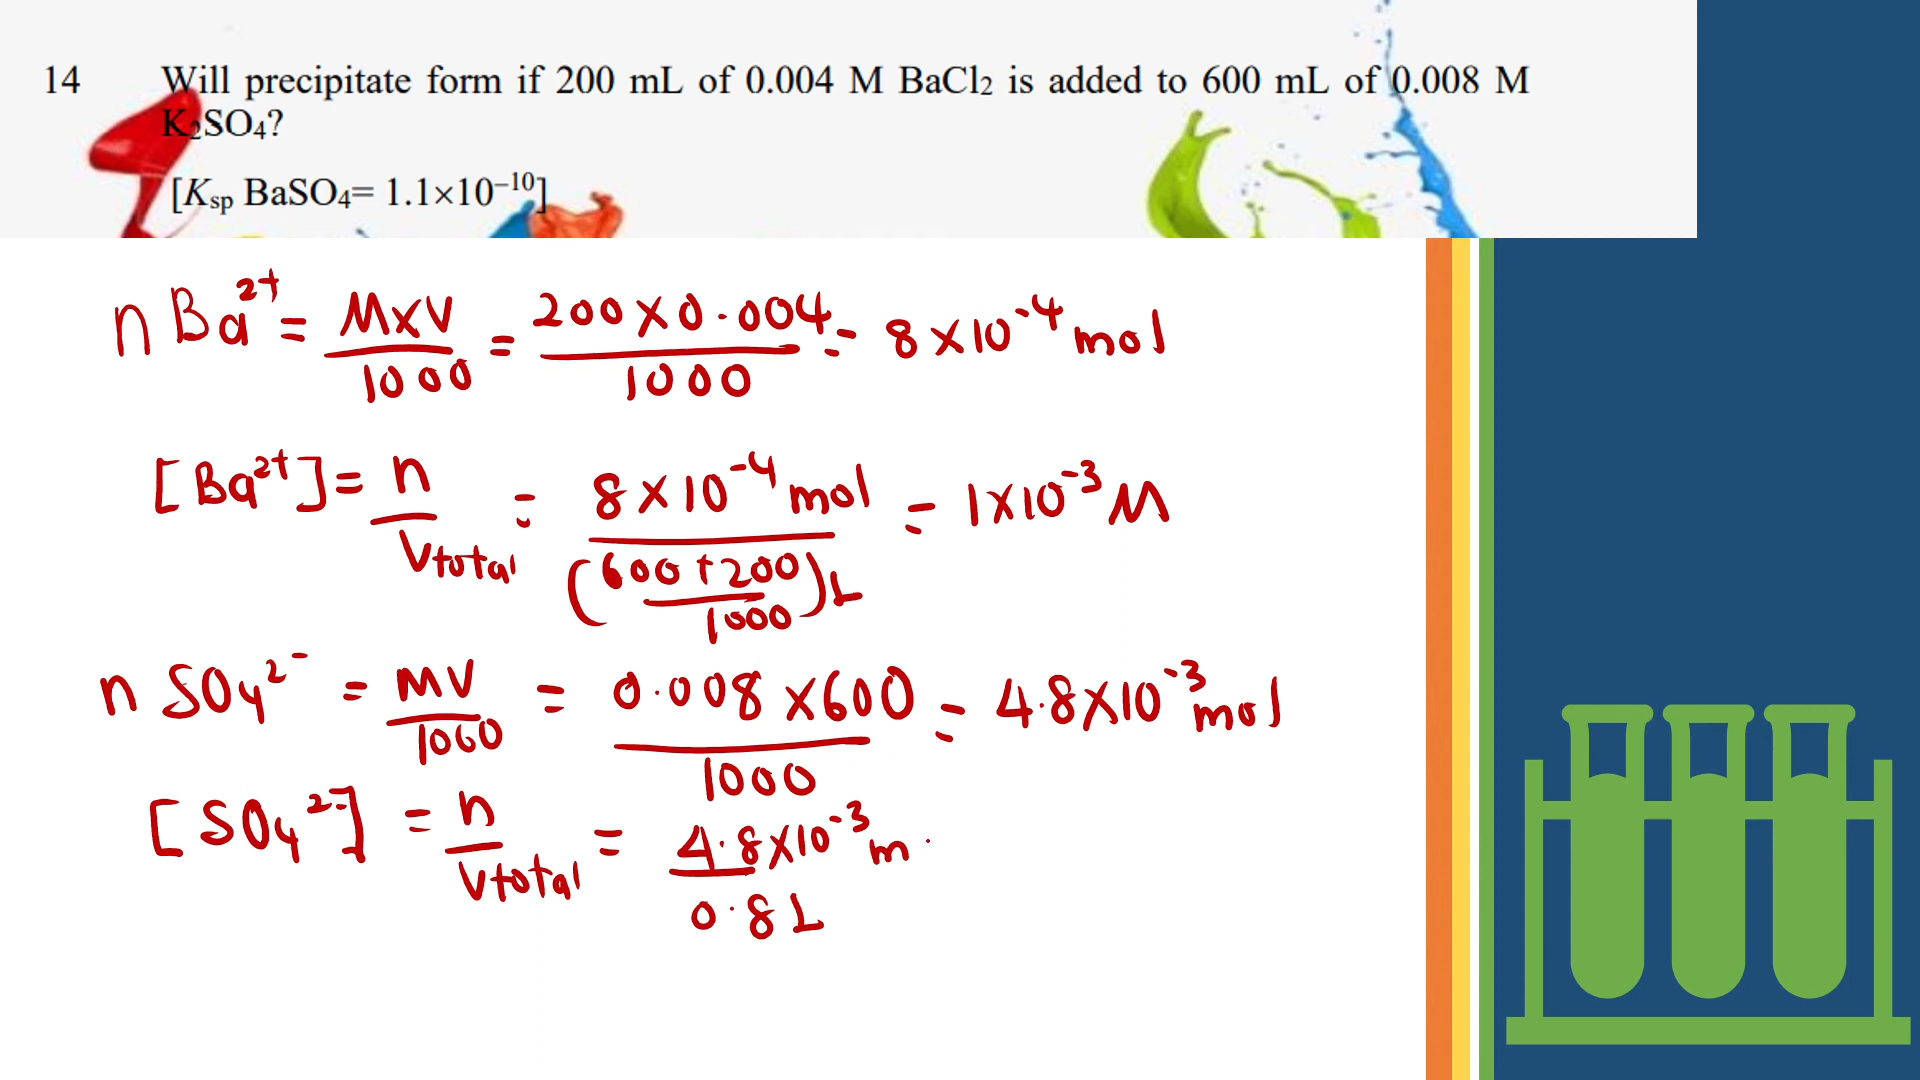 14 Will precipitate form if 200 mL of 0.004 M BaCl2 is added to 600 mL of 0.008 M
K2SO4?
[Ksp BaSO4= 1.1×10⁻¹⁰]
n Ba²⁺ = MxV / 1000 = 200 x 0.004 / 1000 = 8 x 10⁻⁴ mol
[Ba²⁺] = n / Vtotal = 8 x 10⁻⁴ mol / (600+200 / 1000) L = 1 x 10⁻³ M
n SO4²⁻ = MV / 1000 = 0.008 x 600 / 1000 = 4.8 x 10⁻³ mol
[SO4²⁻] = n / Vtotal = 4.8 x 10⁻³ m / 0.8 L